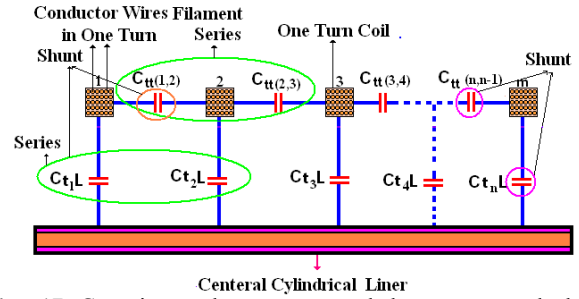 Conductor Wires Filament
in One Turn
Series
One Turn Coil
Shunt
Shunt
1
Ctt(1,2)
2
Ctt(2,3)
3
Ctt(3,4)
Ctt(n,n-1)
m
Series
Ct1L
Ct2L
Ct3L
Ct4L
CtnL
Centeral Cylindrical Liner